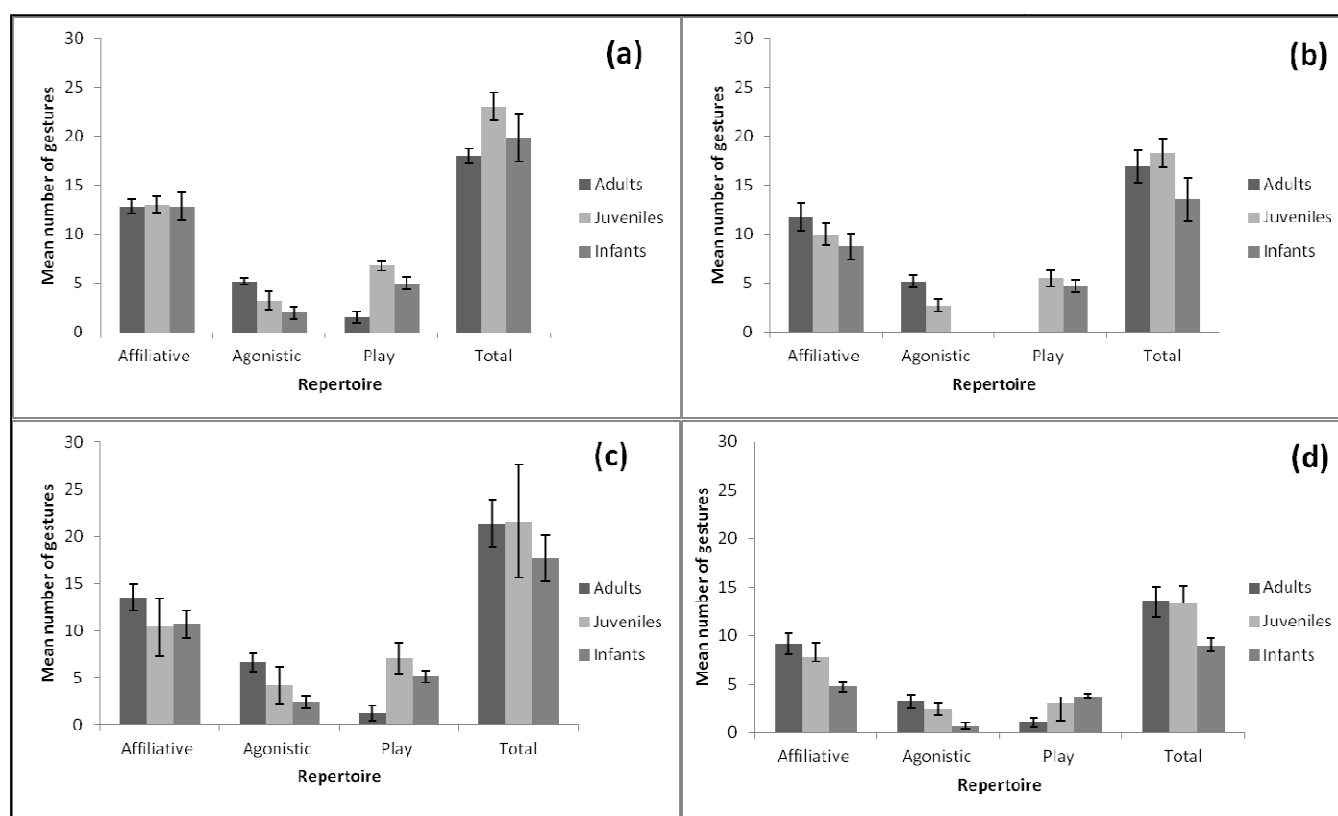 (a)
Mean number of gestures
30
25
20
15
10
5
0
Affiliative Agonistic Play Total
Repertoire
Adults
Juveniles
Infants
(b)
Mean number of gestures
30
25
20
15
10
5
0
Affiliative Agonistic Play Total
Repertoire
Adults
Juveniles
Infants
(c)
Mean number of gestures
30
25
20
15
10
5
0
Affiliative Agonistic Play Total
Repertoire
Adults
Juveniles
Infants
(d)
Mean number of gestures
30
25
20
15
10
5
0
Affiliative Agonistic Play Total
Repertoire
Adults
Juveniles
Infants